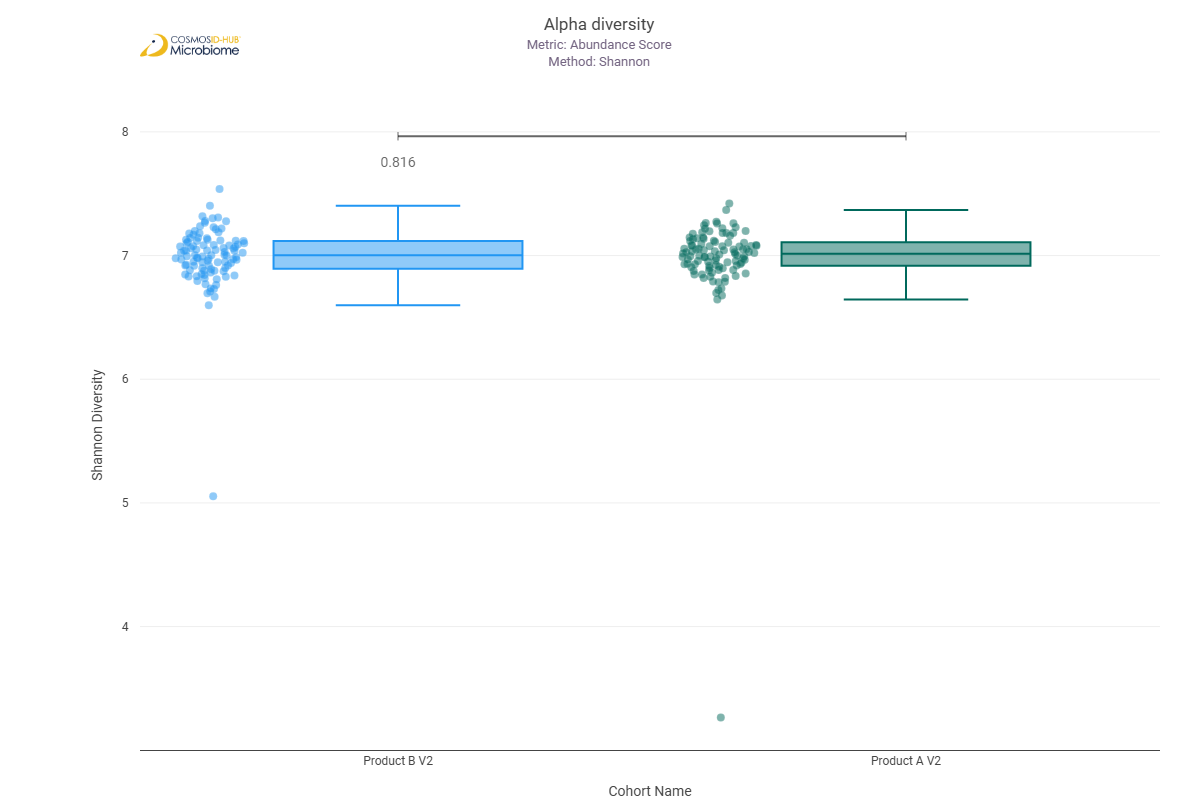 COSMOSID-HUB
Microbiome
Alpha diversity
Metric: Abundance Score
Method: Shannon
8
0.816
7
6
5
4
Shannon Diversity
Product B V2
Product A V2
Cohort Name